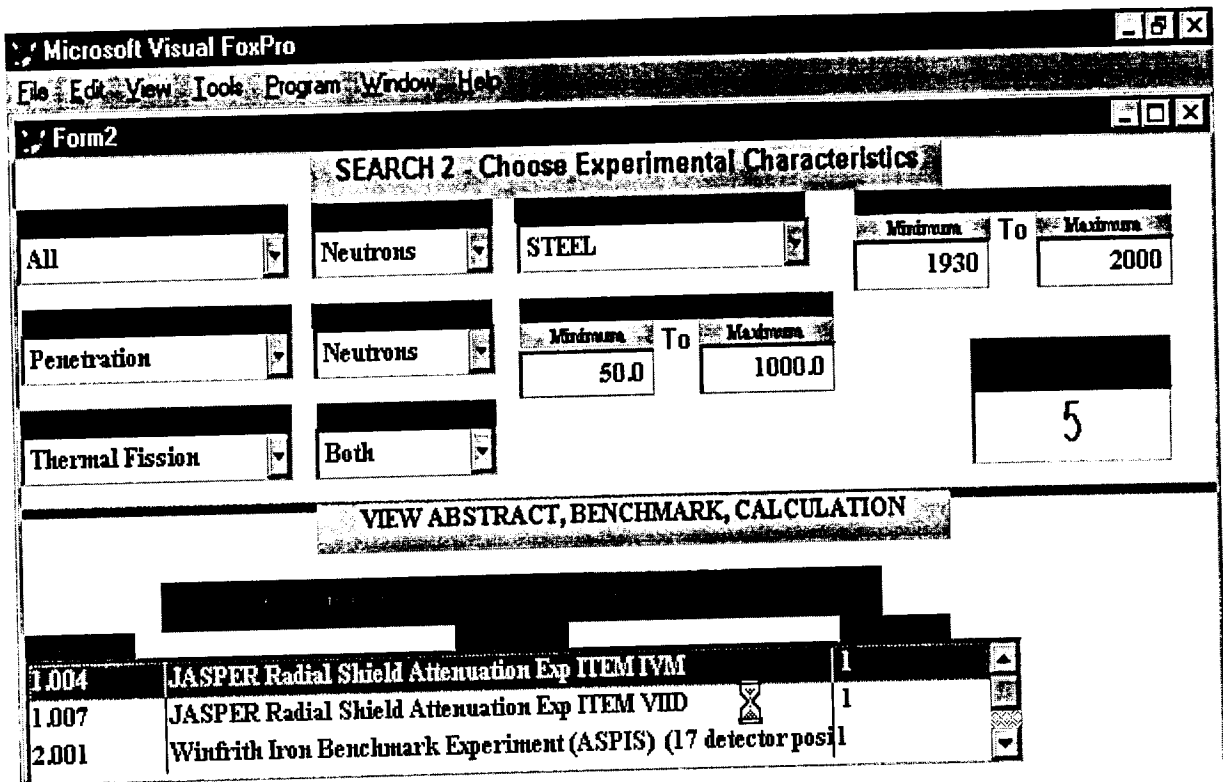 Microsoft Visual FoxPro
File Edit View Tools Program Window Help
Form2
SEARCH 2 - Choose Experimental Characteristics
All Neutrons STEEL Minimum To Maximum
1930 2000
Penetration Neutrons Minimum To Maximum
50.0 1000.0
Thermal Fission Both 5
VIEW ABSTRACT, BENCHMARK, CALCULATION
1.004 JASPER Radial Shield Attenuation Exp ITEM IVM 1
1.007 JASPER Radial Shield Attenuation Exp ITEM VIID 1
2.001 Winfrith Iron Benchmark Experiment (ASPIS) (17 detector posi 1